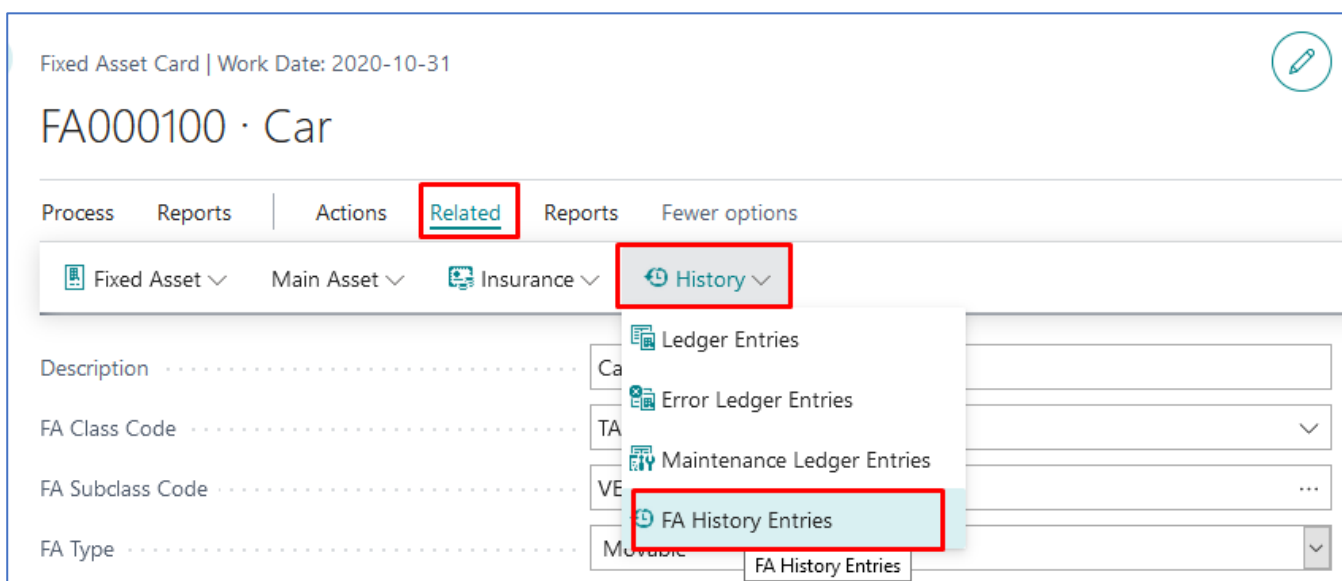 Fixed Asset Card | Work Date: 2020-10-31
FA000100 · Car
Process Reports Actions Related Reports Fewer options
Fixed Asset Main Asset Insurance History
Ledger Entries
Description Ca
Error Ledger Entries
FA Class Code TA
Maintenance Ledger Entries
FA Subclass Code VE
FA History Entries
FA Type Movable
FA History Entries